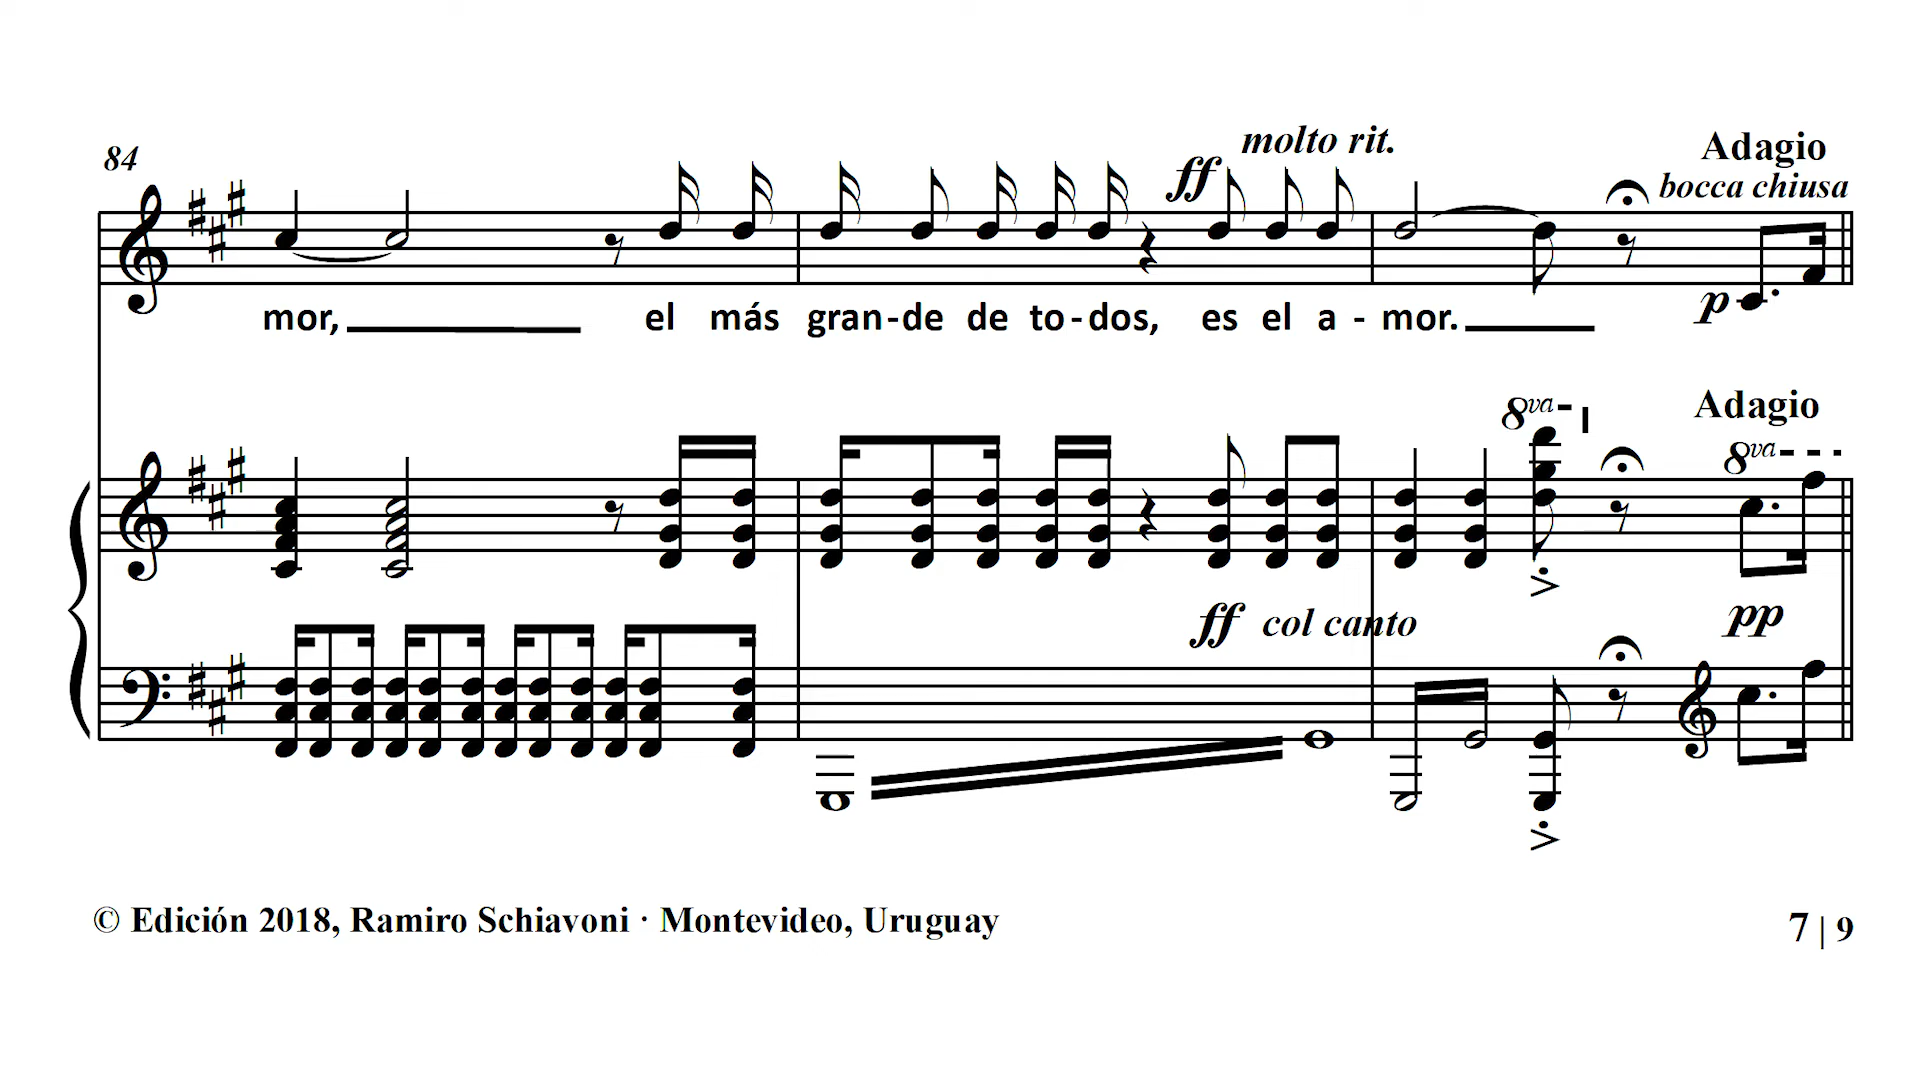 84
molto rit.
ff
Adagio
bocca chiusa
p
mor, el más gran-de de to-dos, es el a - mor.
8va
Adagio
8va
ff col canto
pp
© Edición 2018, Ramiro Schiavoni · Montevideo, Uruguay
7 | 9